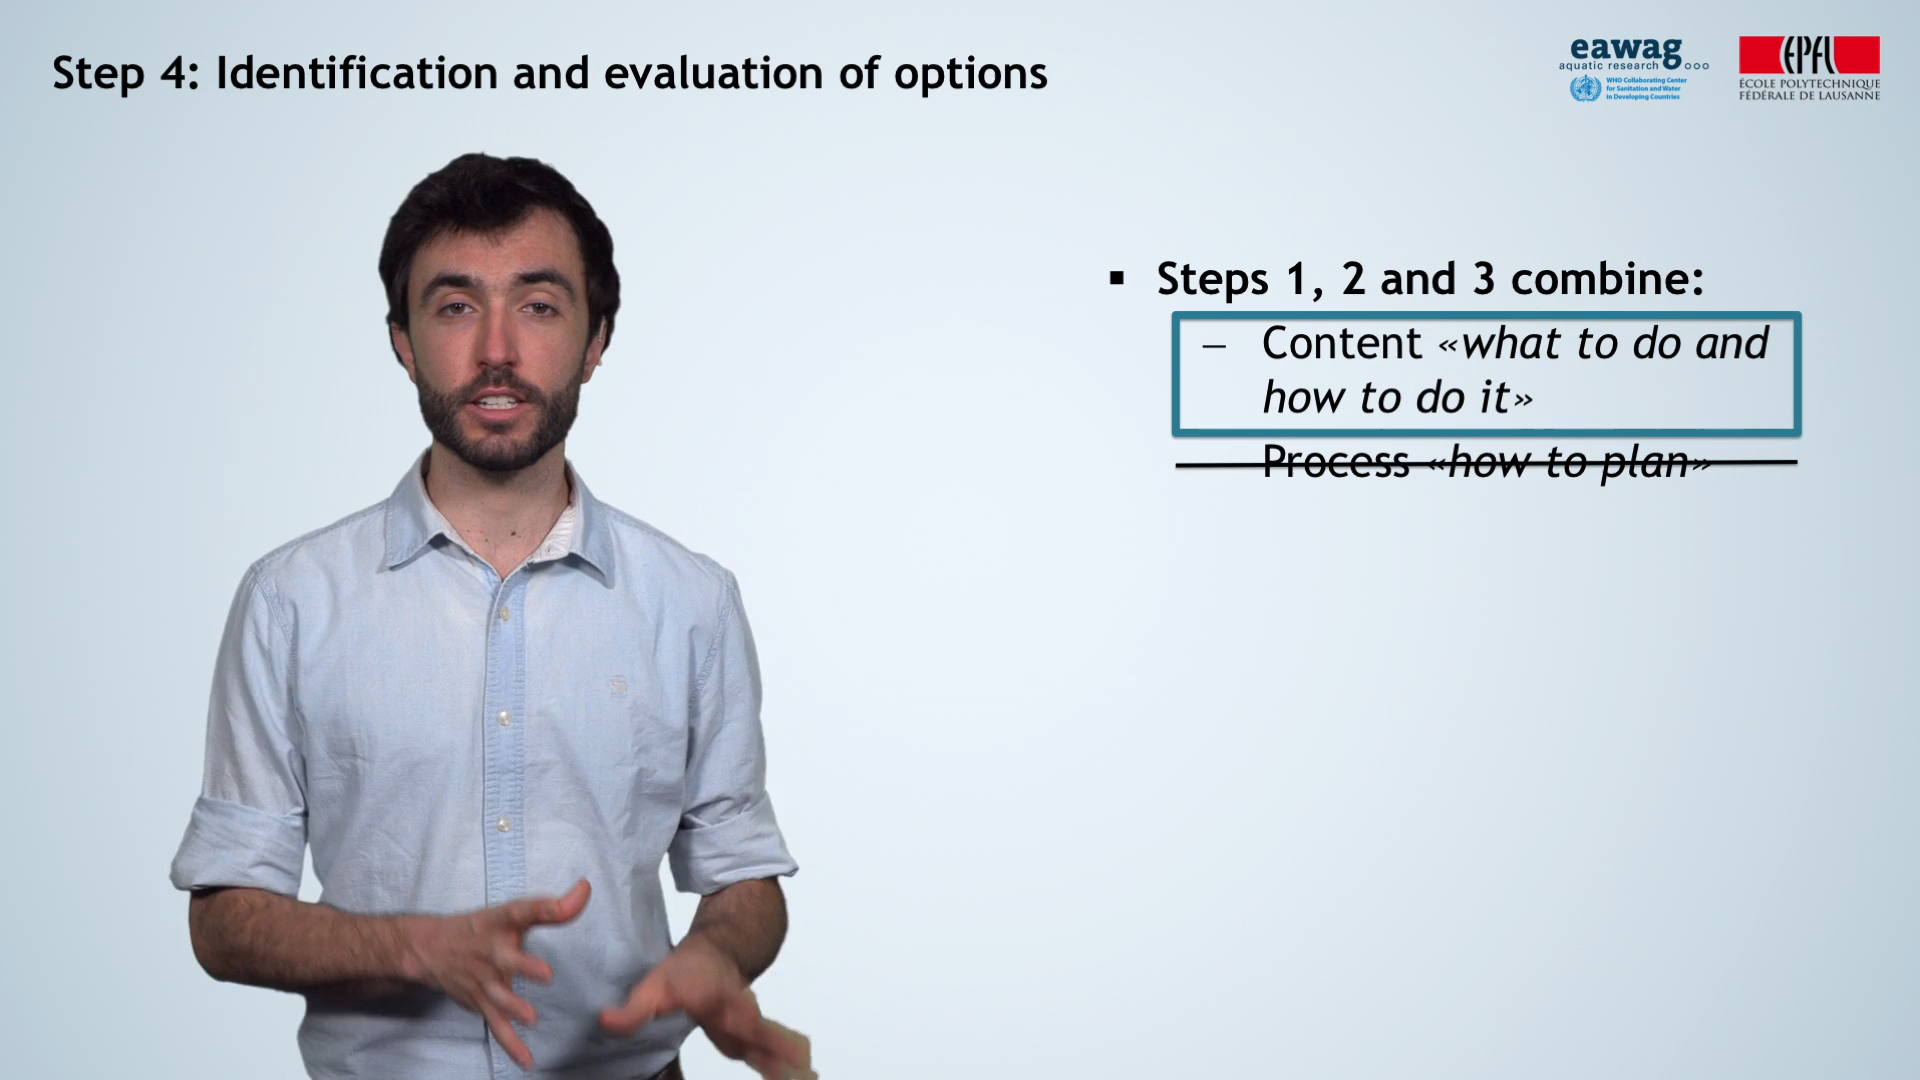 Step 4: Identification and evaluation of options
eawag
aquatic research
WHO Collaborating Center
for Sanitation and Water
in Developing Countries
EPFL
ÉCOLE POLYTECHNIQUE
FÉDÉRALE DE LAUSANNE
▪ Steps 1, 2 and 3 combine:
– Content «what to do and
how to do it»
Process «how to plan»